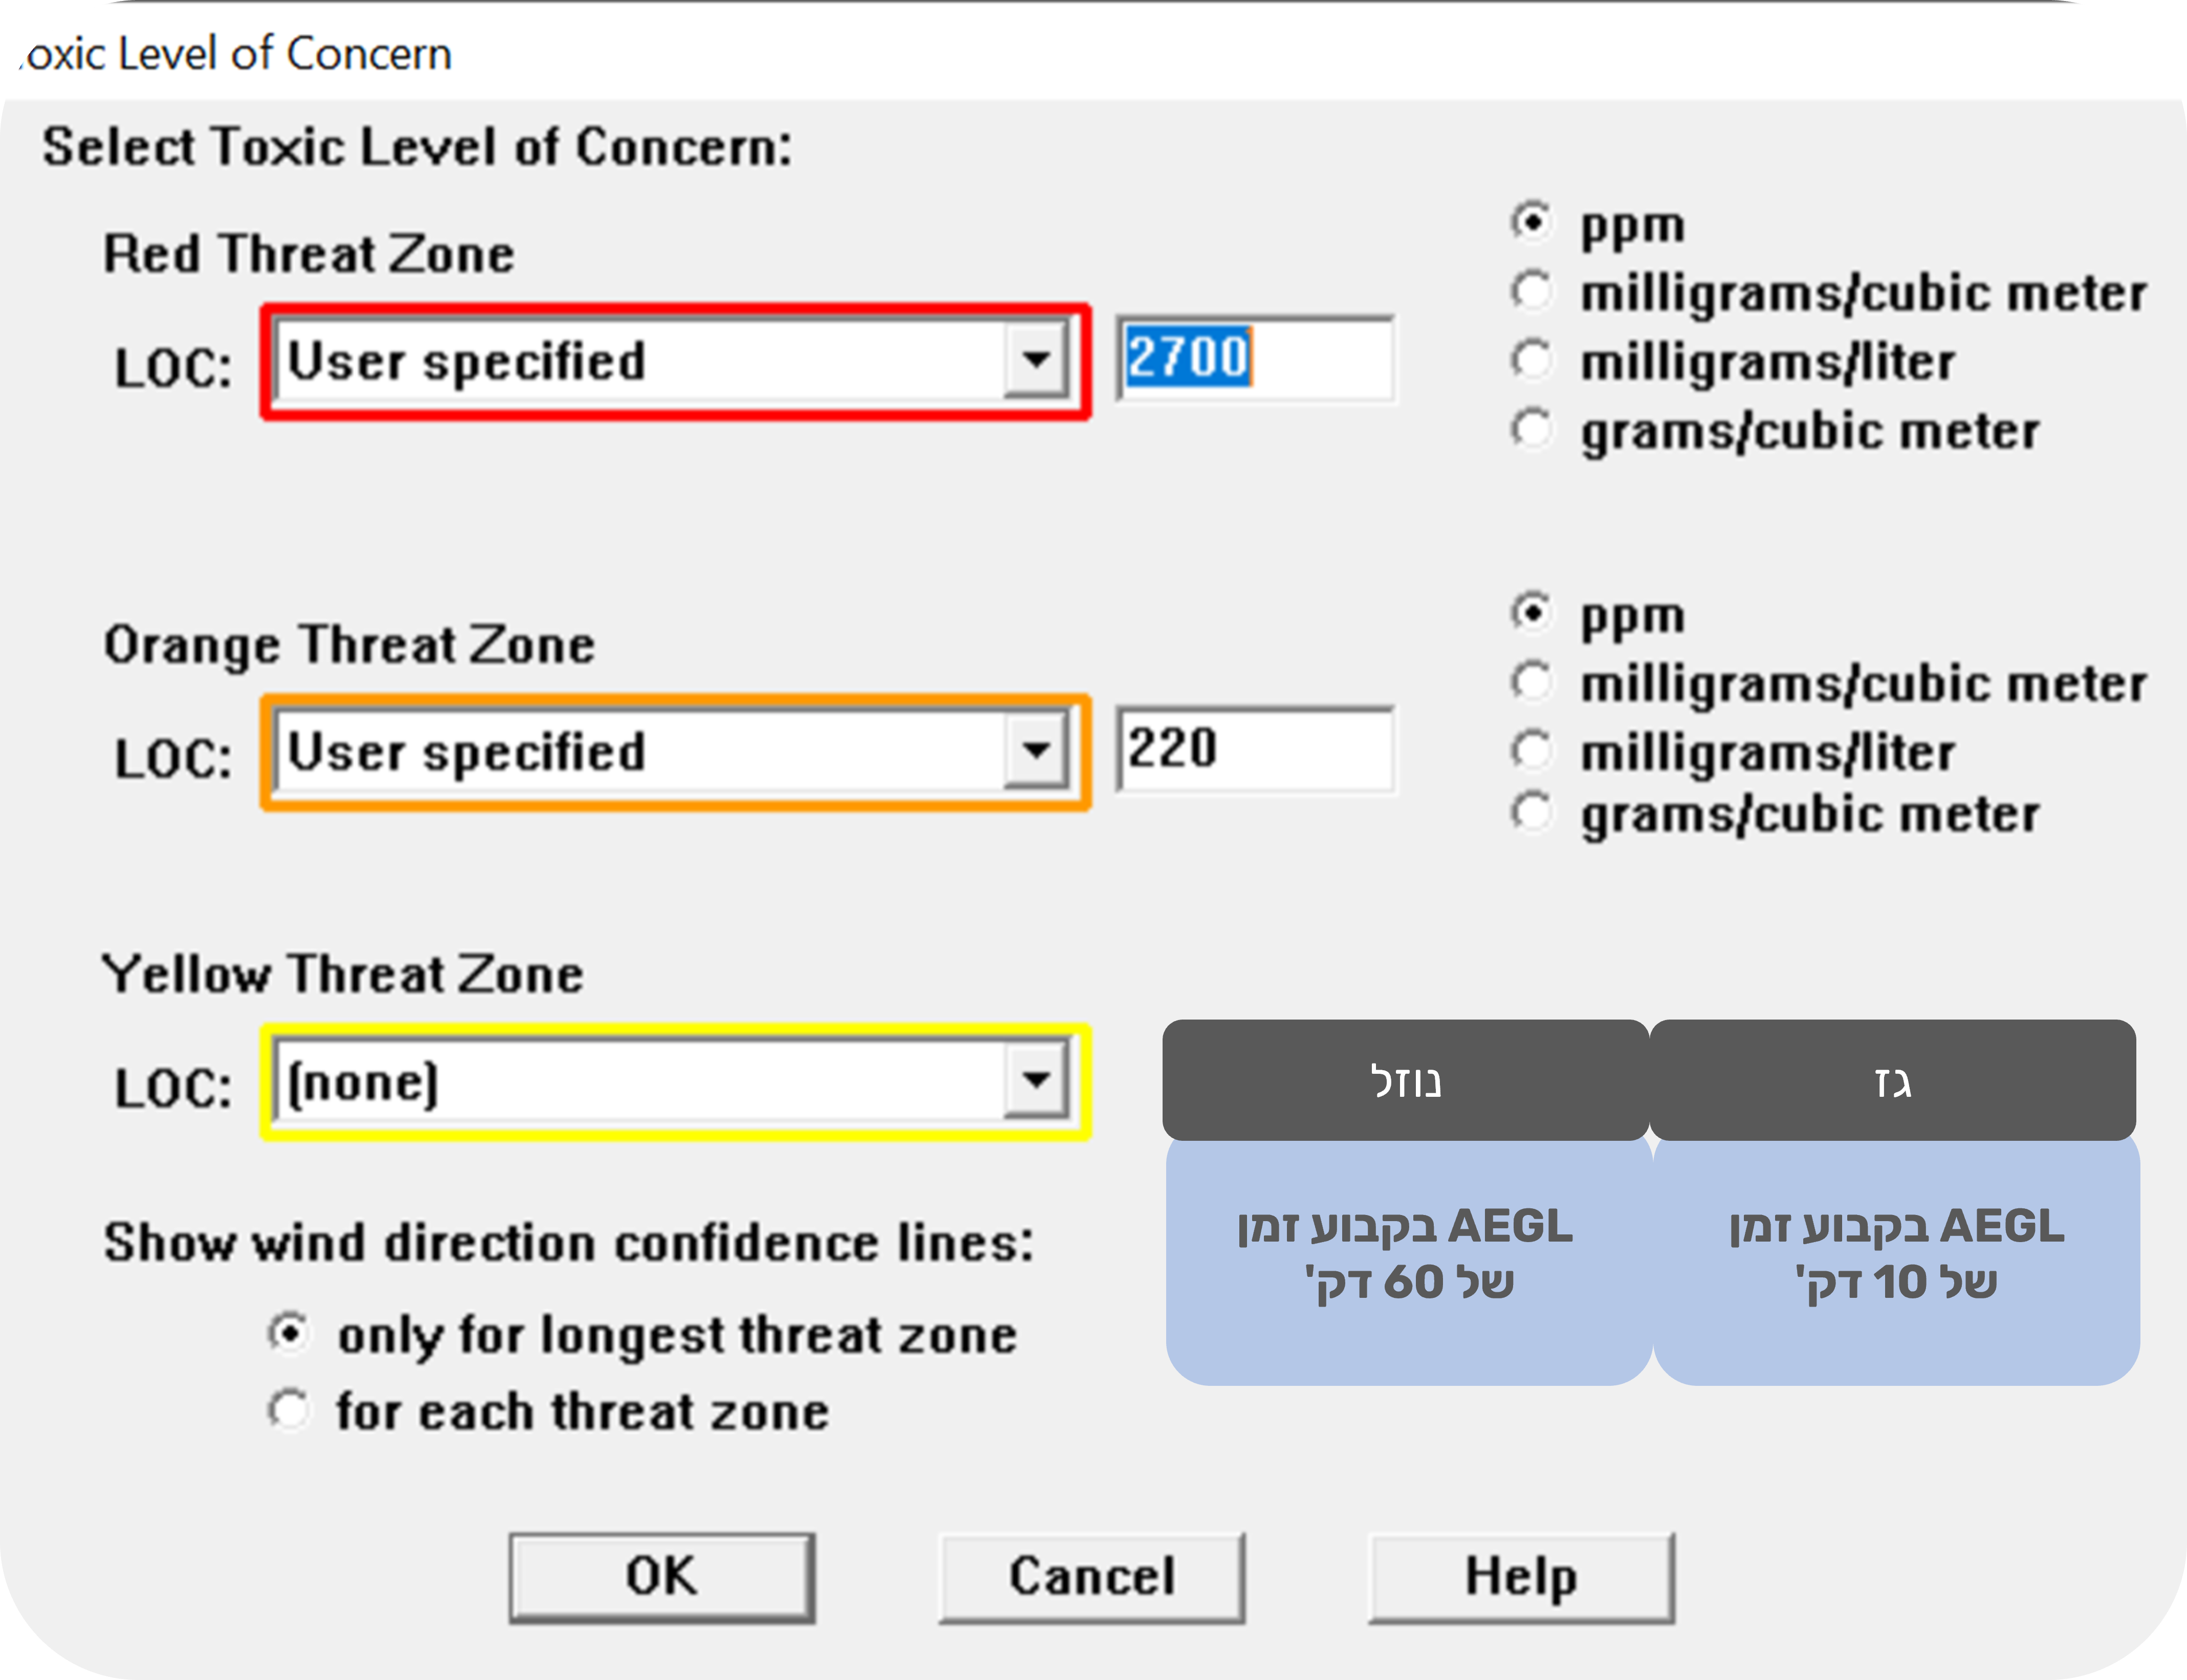 oxic Level of Concern
Select Toxic Level of Concern:
Red Threat Zone
LOC: User specified 2700
ppm
milligrams/cubic meter
milligrams/liter
grams/cubic meter
Orange Threat Zone
LOC: User specified 220
ppm
milligrams/cubic meter
milligrams/liter
grams/cubic meter
Yellow Threat Zone
LOC: (none)
גז
נוזל
AEGL בקבוע זמן
של 10 דק'
AEGL בקבוע זמן
של 60 דק'
Show wind direction confidence lines:
only for longest threat zone
for each threat zone
OK
Cancel
Help